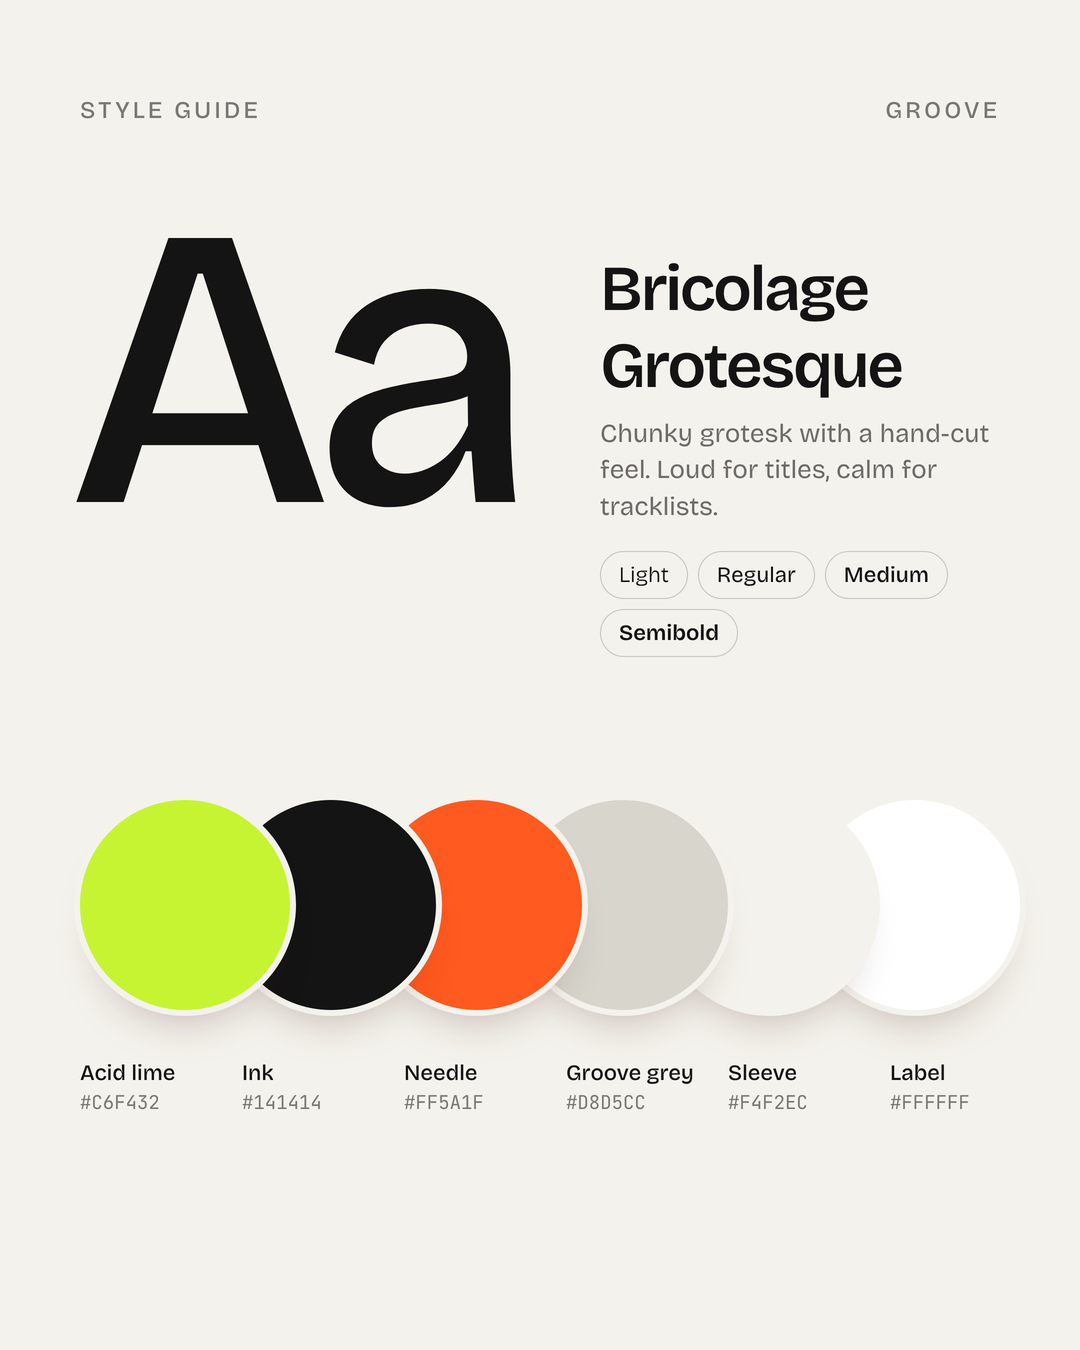 STYLE GUIDE
GROOVE
Aa
Bricolage
Grotesque
Chunky grotesk with a hand-cut
feel. Loud for titles, calm for
tracklists.
Light
Regular
Medium
Semibold
Acid lime
#C6F432
Ink
#141414
Needle
#FF5A1F
Groove grey
#D8D5CC
Sleeve
#F4F2EC
Label
#FFFFFF